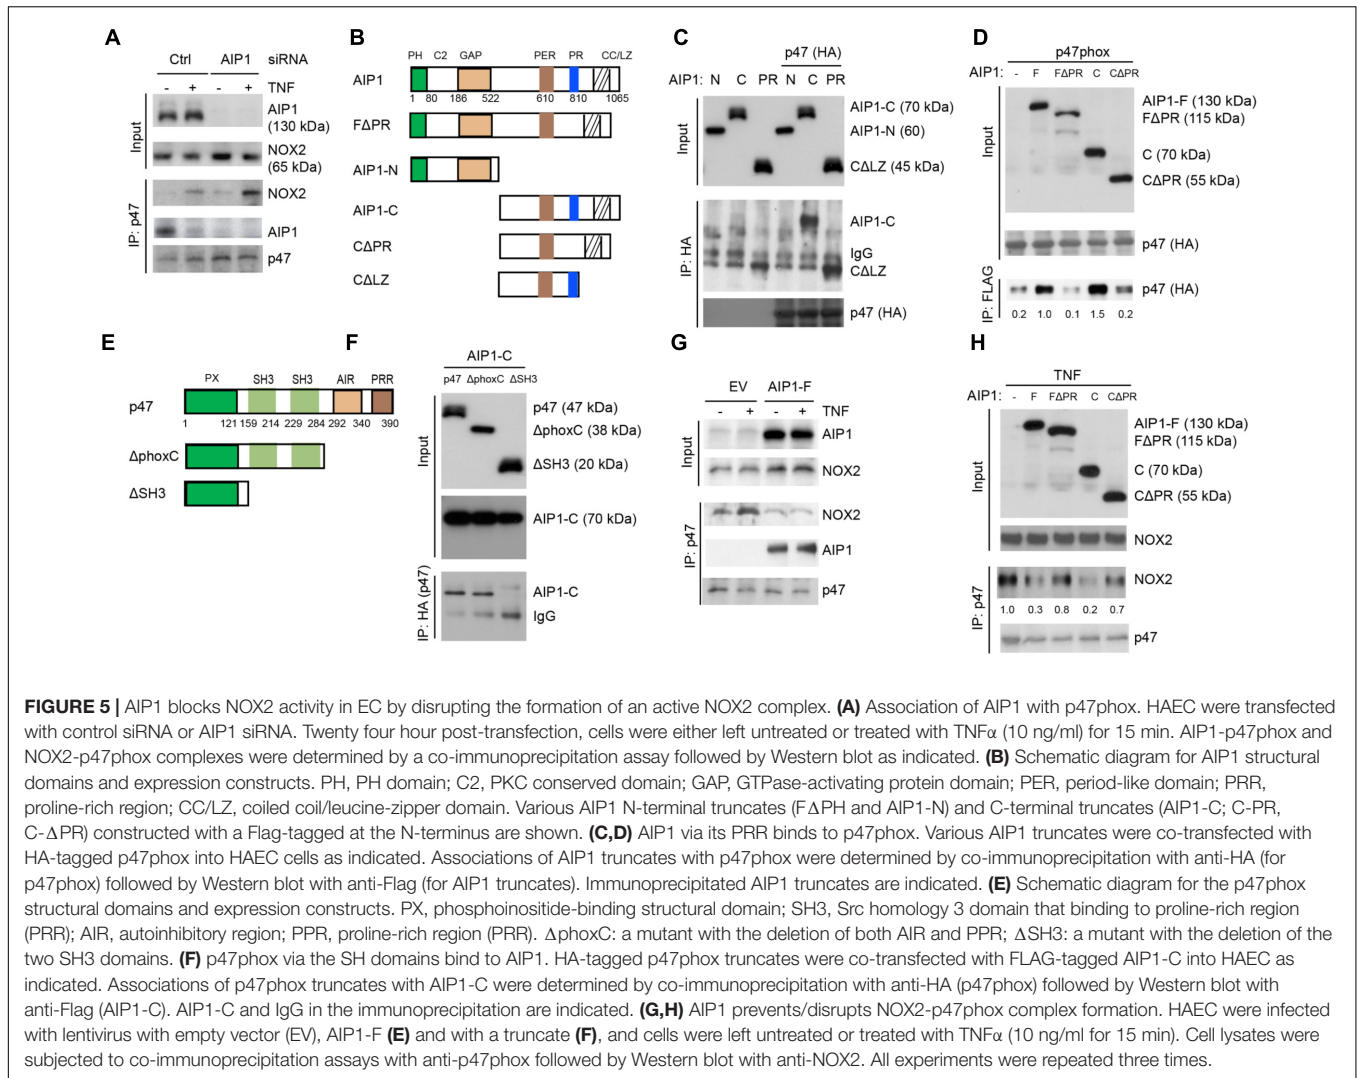 A
Ctrl AIP1 siRNA
- + - + TNF
Input
AIP1
(130 kDa)
NOX2
(65 kDa)
IP: p47
NOX2
AIP1
p47
B
PH C2 GAP PER PR CC/LZ
AIP1
1 80 186 522 610 810 1065
FΔPR
AIP1-N
AIP1-C
CΔPR
CΔLZ
C
p47 (HA)
AIP1: N C PR N C PR
Input
AIP1-C (70 kDa)
AIP1-N (60)
CΔLZ (45 kDa)
IP: HA
AIP1-C
IgG
CΔLZ
p47 (HA)
D
p47phox
AIP1: - F FΔPR C CΔPR
Input
AIP1-F (130 kDa)
FΔPR (115 kDa)
C (70 kDa)
CΔPR (55 kDa)
p47 (HA)
IP: FLAG
p47 (HA)
0.2 1.0 0.1 1.5 0.2
E
PX SH3 SH3 AIR PRR
p47
1 121 159 214 229 284 292 340 390
ΔphoxC
ΔSH3
F
AIP1-C
p47 ΔphoxC ΔSH3
Input
p47 (47 kDa)
ΔphoxC (38 kDa)
ΔSH3 (20 kDa)
AIP1-C (70 kDa)
IP: HA (p47)
AIP1-C
IgG
G
EV AIP1-F
- + - + TNF
Input
AIP1
NOX2
IP: p47
NOX2
AIP1
p47
H
TNF
AIP1: - F FΔPR C CΔPR
Input
AIP1-F (130 kDa)
FΔPR (115 kDa)
C (70 kDa)
CΔPR (55 kDa)
NOX2
IP: p47
NOX2
1.0 0.3 0.8 0.2 0.7
p47
FIGURE 5 | AIP1 blocks NOX2 activity in EC by disrupting the formation of an active NOX2 complex. (A) Association of AIP1 with p47phox. HAEC were transfected
with control siRNA or AIP1 siRNA. Twenty four hour post-transfection, cells were either left untreated or treated with TNFα (10 ng/ml) for 15 min. AIP1-p47phox and
NOX2-p47phox complexes were determined by a co-immunoprecipitation assay followed by Western blot as indicated. (B) Schematic diagram for AIP1 structural
domains and expression constructs. PH, PH domain; C2, PKC conserved domain; GAP, GTPase-activating protein domain; PER, period-like domain; PRR,
proline-rich region; CC/LZ, coiled coil/leucine-zipper domain. Various AIP1 N-terminal truncates (FΔPH and AIP1-N) and C-terminal truncates (AIP1-C; C-PR,
C-ΔPR) constructed with a Flag-tagged at the N-terminus are shown. (C,D) AIP1 via its PRR binds to p47phox. Various AIP1 truncates were co-transfected with
HA-tagged p47phox into HAEC cells as indicated. Associations of AIP1 truncates with p47phox were determined by co-immunoprecipitation with anti-HA (for
p47phox) followed by Western blot with anti-Flag (for AIP1 truncates). Immunoprecipitated AIP1 truncates are indicated. (E) Schematic diagram for the p47phox
structural domains and expression constructs. PX, phosphoinositide-binding structural domain; SH3, Src homology 3 domain that binding to proline-rich region
(PRR); AIR, autoinhibitory region; PPR, proline-rich region (PRR). ΔphoxC: a mutant with the deletion of both AIR and PPR; ΔSH3: a mutant with the deletion of the
two SH3 domains. (F) p47phox via the SH domains bind to AIP1. HA-tagged p47phox truncates were co-transfected with FLAG-tagged AIP1-C into HAEC as
indicated. Associations of p47phox truncates with AIP1-C were determined by co-immunoprecipitation with anti-HA (p47phox) followed by Western blot with
anti-Flag (AIP1-C). AIP1-C and IgG in the immunoprecipitation are indicated. (G,H) AIP1 prevents/disrupts NOX2-p47phox complex formation. HAEC were infected
with lentivirus with empty vector (EV), AIP1-F (E) and with a truncate (F), and cells were left untreated or treated with TNFα (10 ng/ml for 15 min). Cell lysates were
subjected to co-immunoprecipitation assays with anti-p47phox followed by Western blot with anti-NOX2. All experiments were repeated three times.